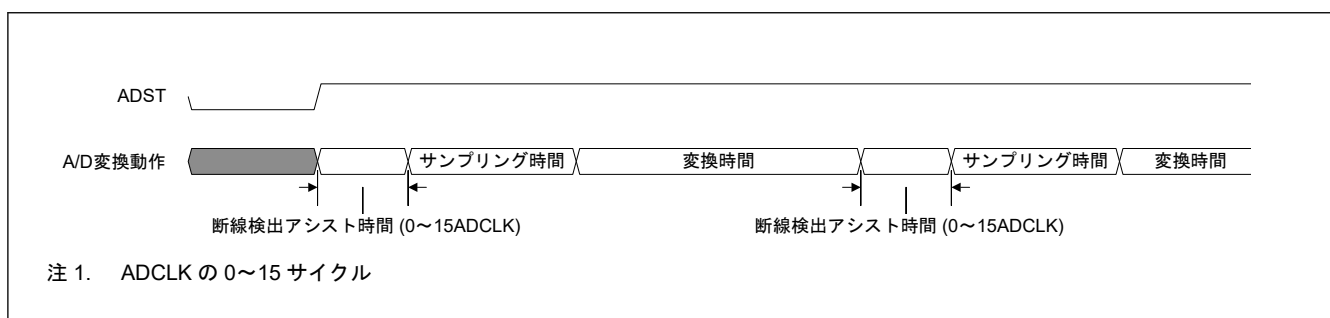 ADST
A/D変換動作
サンプリング時間
変換時間
サンプリング時間
変換時間
断線検出アシスト時間 (0～15ADCLK)
断線検出アシスト時間 (0～15ADCLK)
注 1. ADCLK の 0～15 サイクル